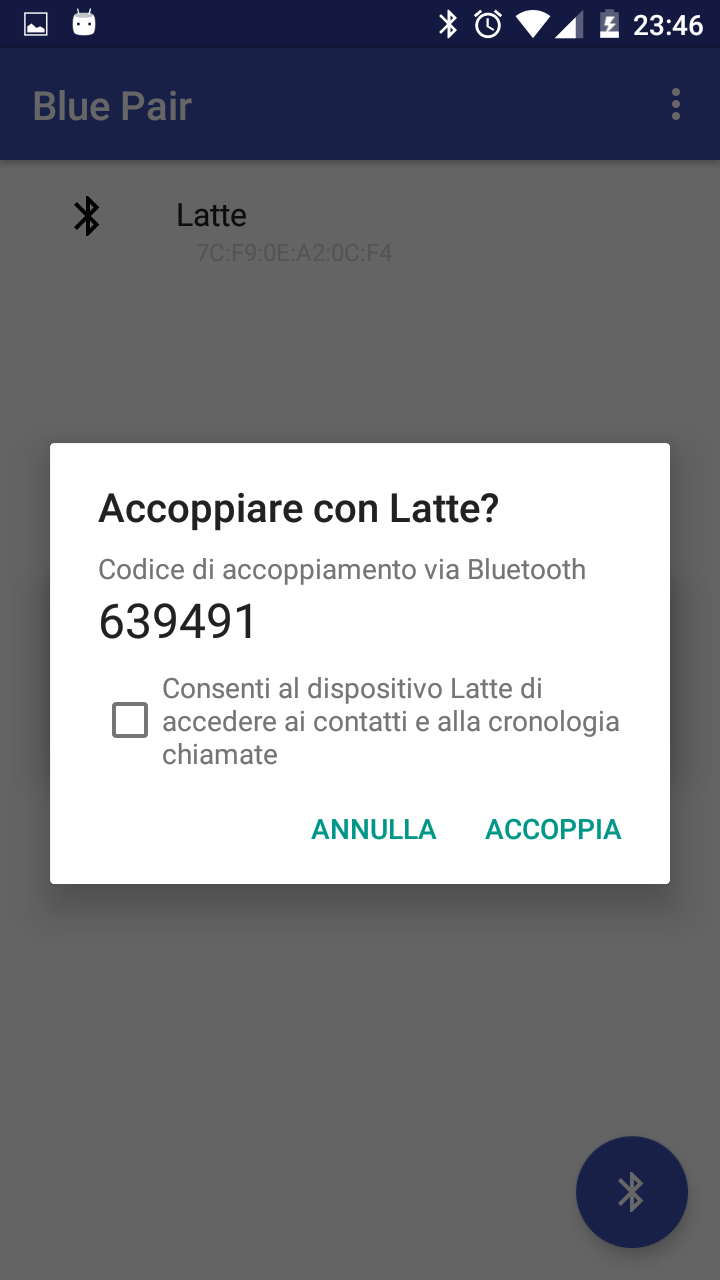 23:46
Blue Pair
Latte
7C:F9:0E:A2:0C:F4
Accoppiare con Latte?
Codice di accoppiamento via Bluetooth
639491
Consenti al dispositivo Latte di
accedere ai contatti e alla cronologia
chiamate
ANNULLA ACCOPPIA